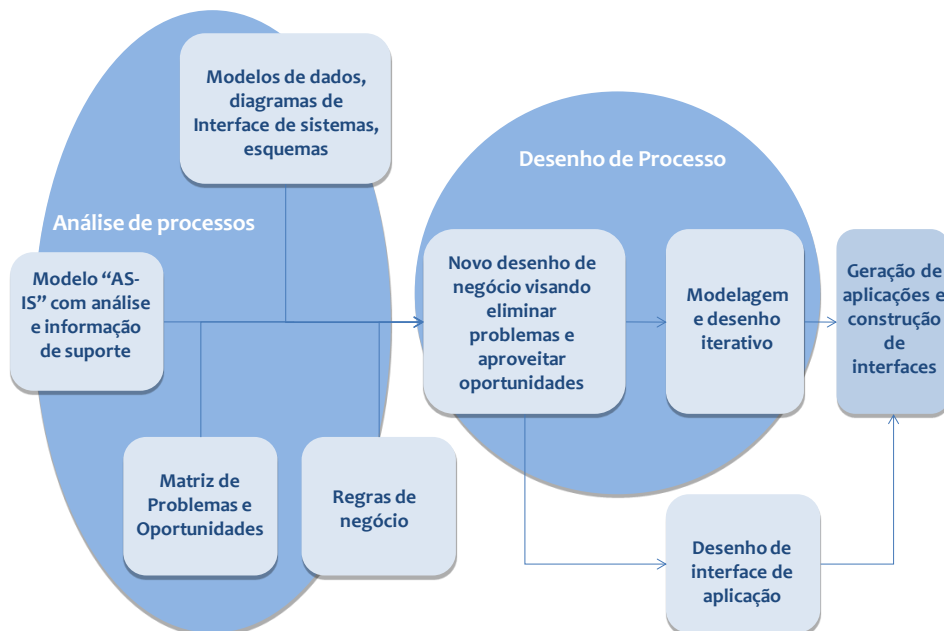 Modelos de dados,
diagramas de
Interface de sistemas,
esquemas
Análise de processos
Modelo “AS-
IS” com análise
e informação
de suporte
Matriz de
Problemas e
Oportunidades
Regras de
negócio
Desenho de Processo
Novo desenho de
negócio visando
eliminar
problemas e
aproveitar
oportunidades
Modelagem
e desenho
iterativo
Geração de
aplicações e
construção
de
interfaces
Desenho de
interface de
aplicação